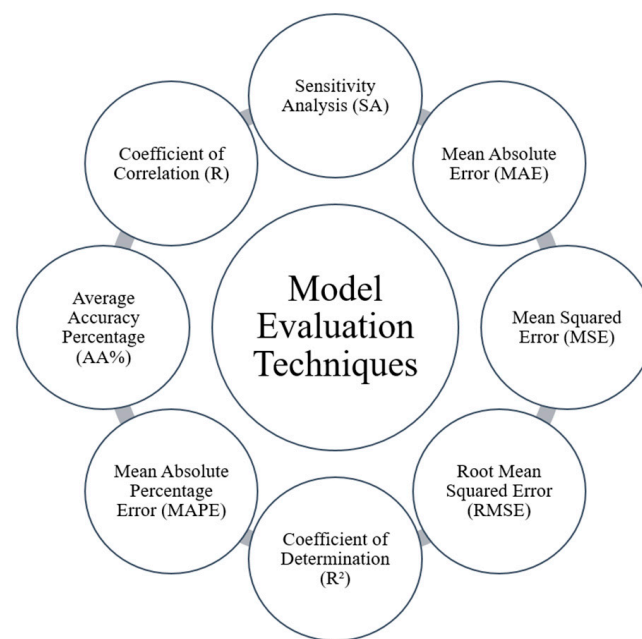 Sensitivity
Analysis (SA)
Mean Absolute
Error (MAE)
Mean Squared
Error (MSE)
Root Mean
Squared Error
(RMSE)
Coefficient of
Determination
(R²)
Mean Absolute
Percentage
Error (MAPE)
Average
Accuracy
Percentage
(AA%)
Coefficient of
Correlation (R)
Model
Evaluation
Techniques